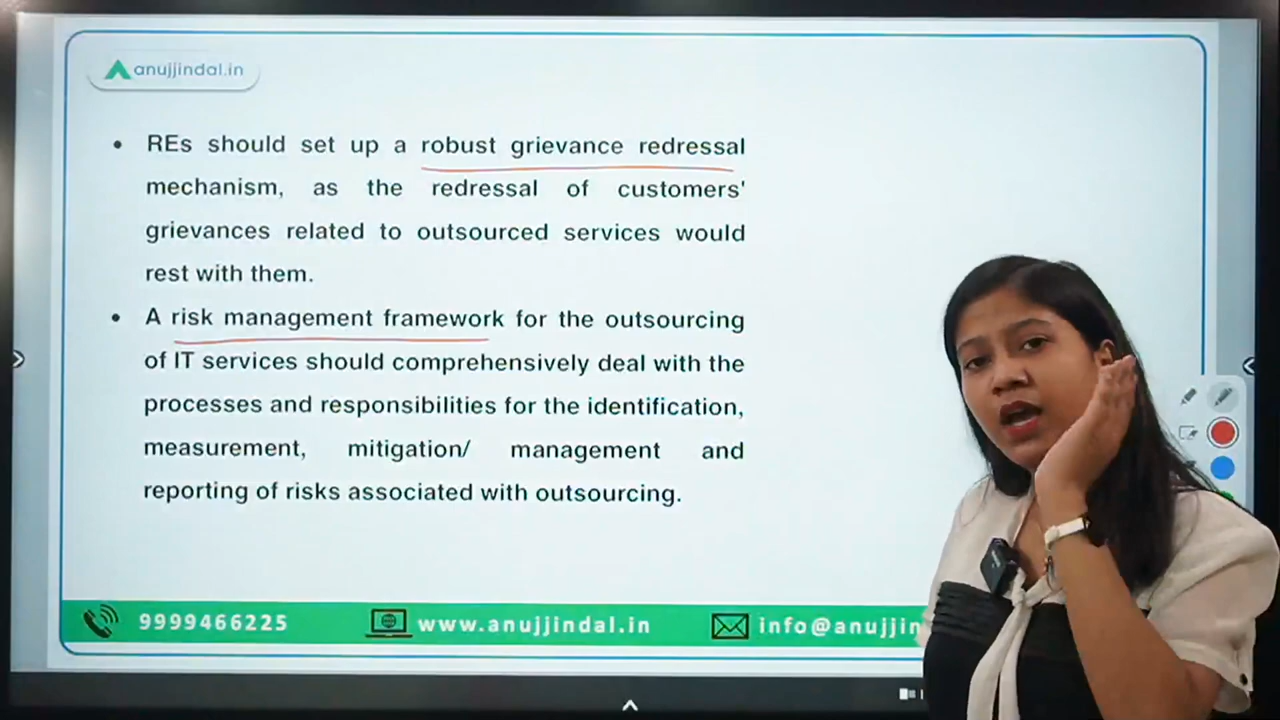 anujjindal.in
• REs should set up a robust grievance redressal
mechanism, as the redressal of customers'
grievances related to outsourced services would
rest with them.
• A risk management framework for the outsourcing
of IT services should comprehensively deal with the
processes and responsibilities for the identification,
measurement, mitigation/ management and
reporting of risks associated with outsourcing.
9999466225 www.anujjindal.in info@anujjin